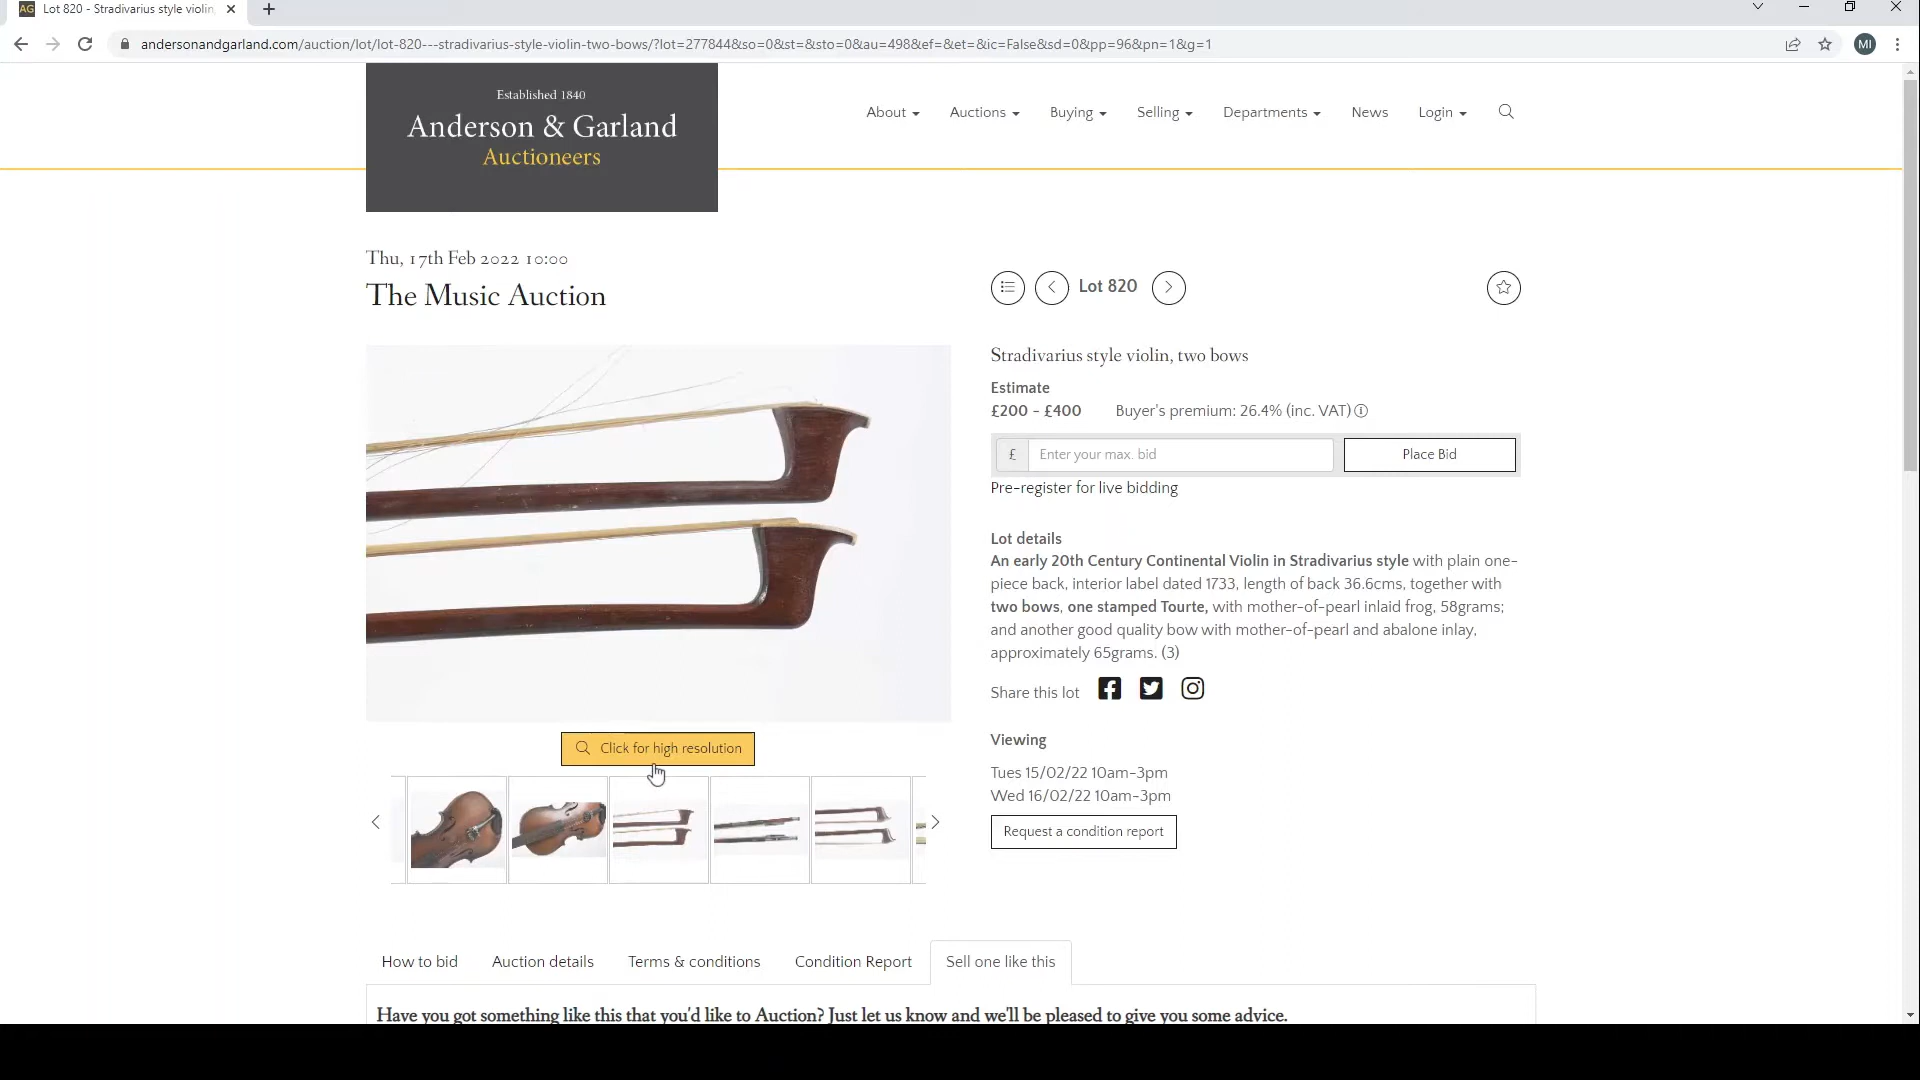 AG Lot 820 - Stradivarius style violin,
andersonandgarland.com/auction/lot/lot-820---stradivarius-style-violin-two-bows/?lot=277844&so=0&st=&sto=0&au=498&ef=&et=&ic=False&sd=0&pp=96&pn=1&g=1
MI
Established 1840
Anderson & Garland
Auctioneers
About Auctions Buying Selling Departments News Login
Thu, 17th Feb 2022 10:00
The Music Auction
Lot 820
Stradivarius style violin, two bows
Estimate
£200 - £400 Buyer's premium: 26.4% (inc. VAT)
£ Enter your max. bid Place Bid
Pre-register for live bidding
Lot details
An early 20th Century Continental Violin in Stradivarius style with plain one-
piece back, interior label dated 1733, length of back 36.6cms, together with
two bows, one stamped Tourte, with mother-of-pearl inlaid frog, 58grams;
and another good quality bow with mother-of-pearl and abalone inlay,
approximately 65grams. (3)
Share this lot
Click for high resolution
Viewing
Tues 15/02/22 10am-3pm
Wed 16/02/22 10am-3pm
Request a condition report
How to bid Auction details Terms & conditions Condition Report Sell one like this
Have you got something like this that you'd like to Auction? Just let us know and we'll be pleased to give you some advice.